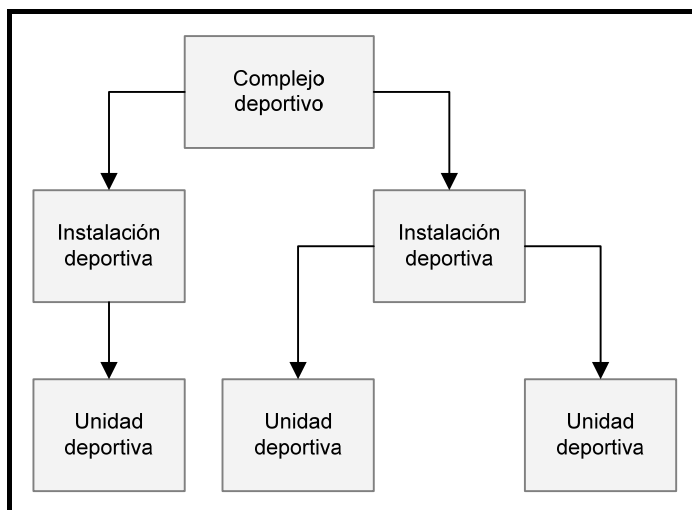 Complejo
deportivo
Instalación
deportiva
Instalación
deportiva
Unidad
deportiva
Unidad
deportiva
Unidad
deportiva